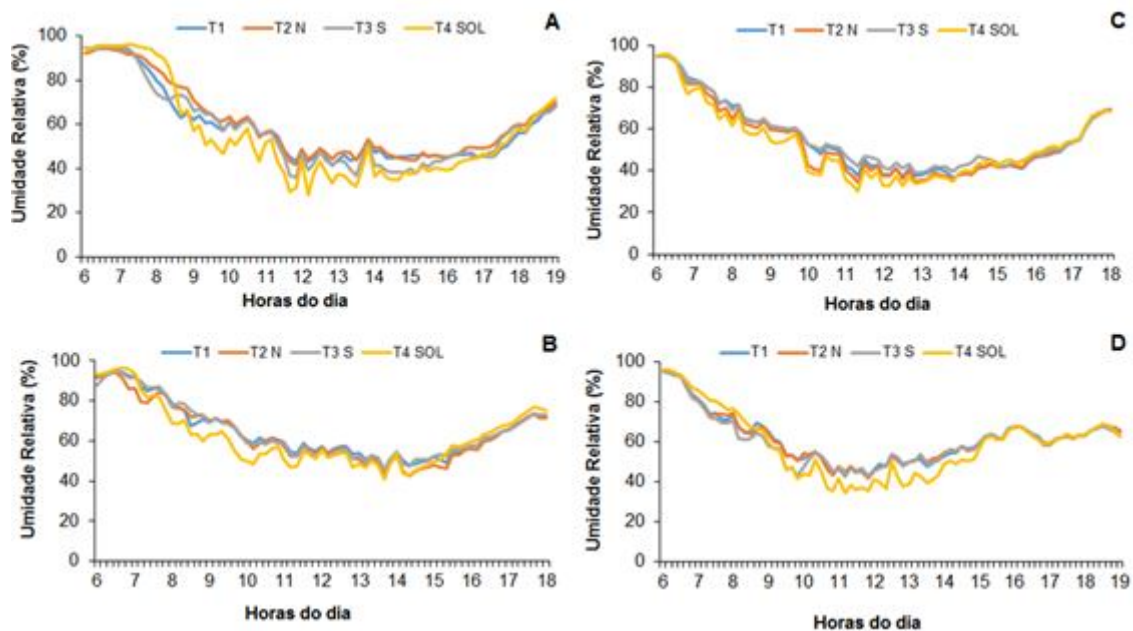 T1 T2 N T3 S T4 SOL A
Umidade Relativa (%)
100
80
60
40
20
0
6 7 8 9 10 11 12 13 14 15 16 17 18 19
Horas do dia
T1 T2 N T3 S T4 SOL C
Umidade Relativa (%)
100
80
60
40
20
0
6 7 8 9 10 11 12 13 14 15 16 17 18
Horas do dia
T1 T2 N T3 S T4 SOL B
Umidade Relativa (%)
100
80
60
40
20
0
6 7 8 9 10 11 12 13 14 15 16 17 18
Horas do dia
T1 T2 N T3 S T4 SOL D
Umidade Relativa (%)
100
80
60
40
20
0
6 7 8 9 10 11 12 13 14 15 16 17 18 19
Horas do dia